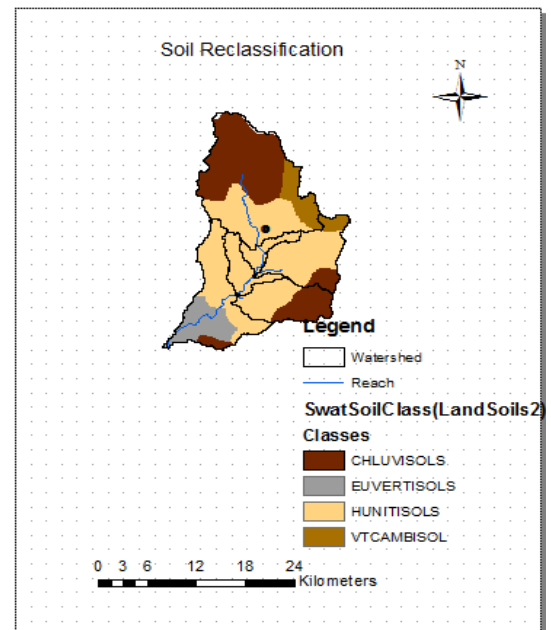 Soil Reclassification
N
Legend
Watershed
Reach
SwatSoilClass(LandSoils2)
Classes
CHLUVISOLS
EUVERTISOLS
HUNITISOLS
VTCAMBISOL
0 3 6 12 18 24
Kilometers